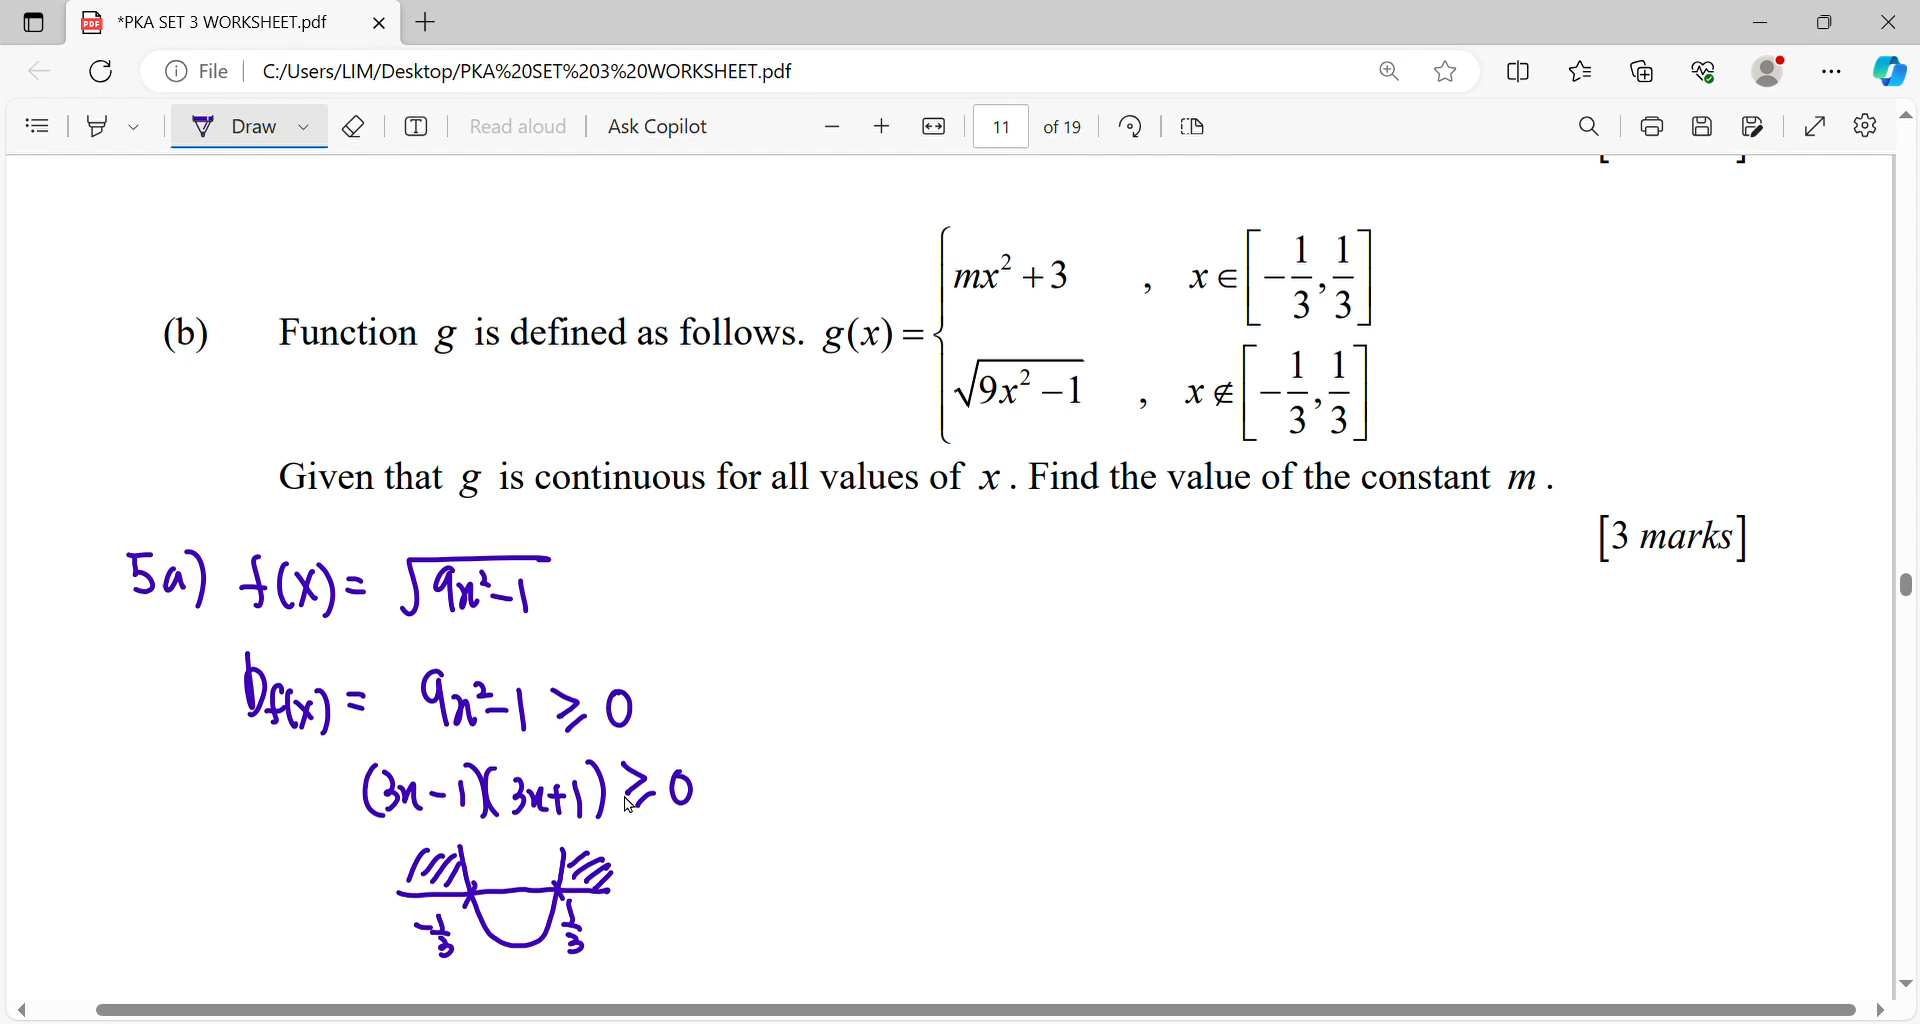 *PKA SET 3 WORKSHEET.pdf
File C:/Users/LIM/Desktop/PKA%20SET%203%20WORKSHEET.pdf
Draw Read aloud Ask Copilot 11 of 19
(b) Function g is defined as follows. g(x) = { mx² + 3 , x ∈ [−1/3, 1/3]
√(9x² − 1) , x ∉ [−1/3, 1/3]
Given that g is continuous for all values of x. Find the value of the constant m.
[3 marks]
5a) f(x) = √(9x²−1)
Df(x) = 9x²−1 ≥ 0
(3x−1)(3x+1) ≥ 0
−1/3 1/3